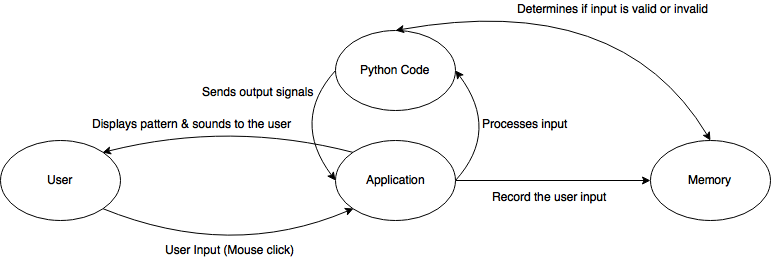 Determines if input is valid or invalid
Python Code
Sends output signals
Displays pattern & sounds to the user
Processes input
User
Application
Memory
Record the user input
User Input (Mouse click)